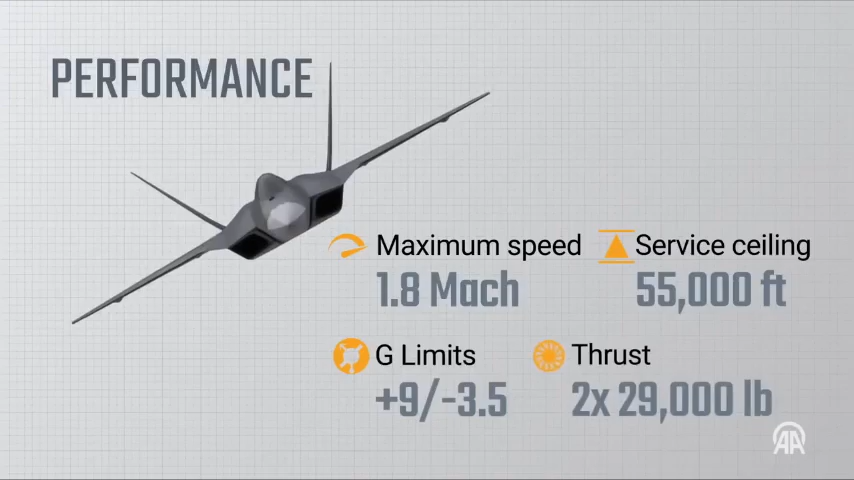 PERFORMANCE
Maximum speed
1.8 Mach
Service ceiling
55,000 ft
G Limits
+9/-3.5
Thrust
2x 29,000 lb
AA